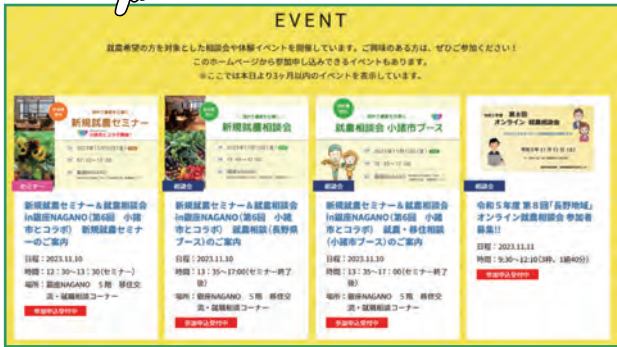 EVENT
就農希望の方を対象とした相談会や体験イベントを開催しています。ご興味のある方は、ぜひご参加ください！
このホームページから参加申し込みできるイベントもあります。
※ここでは本日より3ヶ月以内のイベントを表示しています。
新規就農セミナー
セミナー
新規就農セミナー＆就農相談会
in銀座NAGANO(第6回　小諸
市とコラボ)　新規就農セミナ
ーのご案内
日程：2023.11.10
時間：12：30～13：30(セミナー)
場所：銀座NAGANO　5階　移住交
流・就職相談コーナー
参加申込受付中
新規就農相談会
相談会
新規就農セミナー＆就農相談会
in銀座NAGANO(第6回　小諸
市とコラボ)　就農相談(長野県
ブース)のご案内
日程：2023.11.10
時間：13：35～17:00(セミナー終了
後)
場所：銀座NAGANO　5階　移住交
流・就職相談コーナー
参加申込受付中
就農相談会 小諸市ブース
相談会
新規就農セミナー＆就農相談会
in銀座NAGANO(第6回　小諸
市とコラボ)　就農・移住相談
(小諸市ブース)のご案内
日程：2023.11.10
時間：13：35～17：00(セミナー終了
後)
場所：銀座NAGANO　5階　移住交
流・就職相談コーナー
参加申込受付中
第8回
オンライン 就農相談会
相談会
令和5年度 第8回「長野地域」
オンライン就農相談会 参加者
募集!!
日程：2023.11.11
時間：9:30～12:10(3枠、1組40分)
参加申込受付中